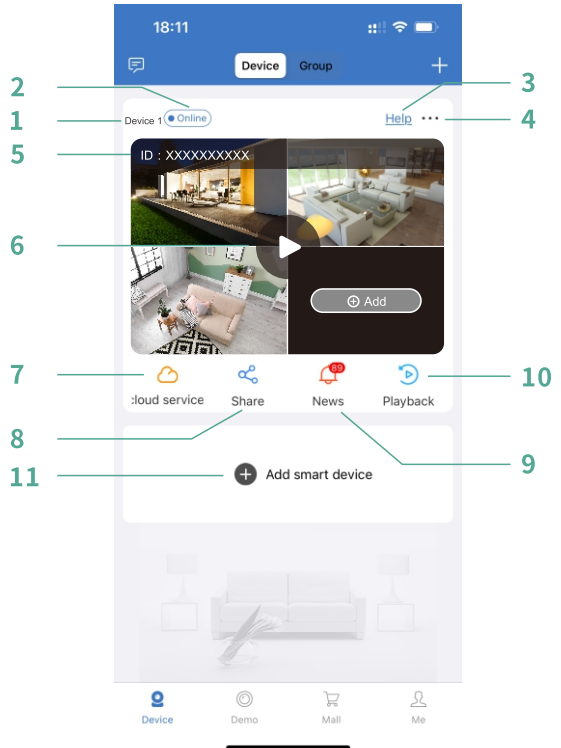 18:11
Device Group
2
3
1 Device 1 Online Help 4
5 ID : XXXXXXXXXX
6
Add
7 89 10
:loud service Share News Playback
8
9
11 Add smart device
Device Demo Mall Me